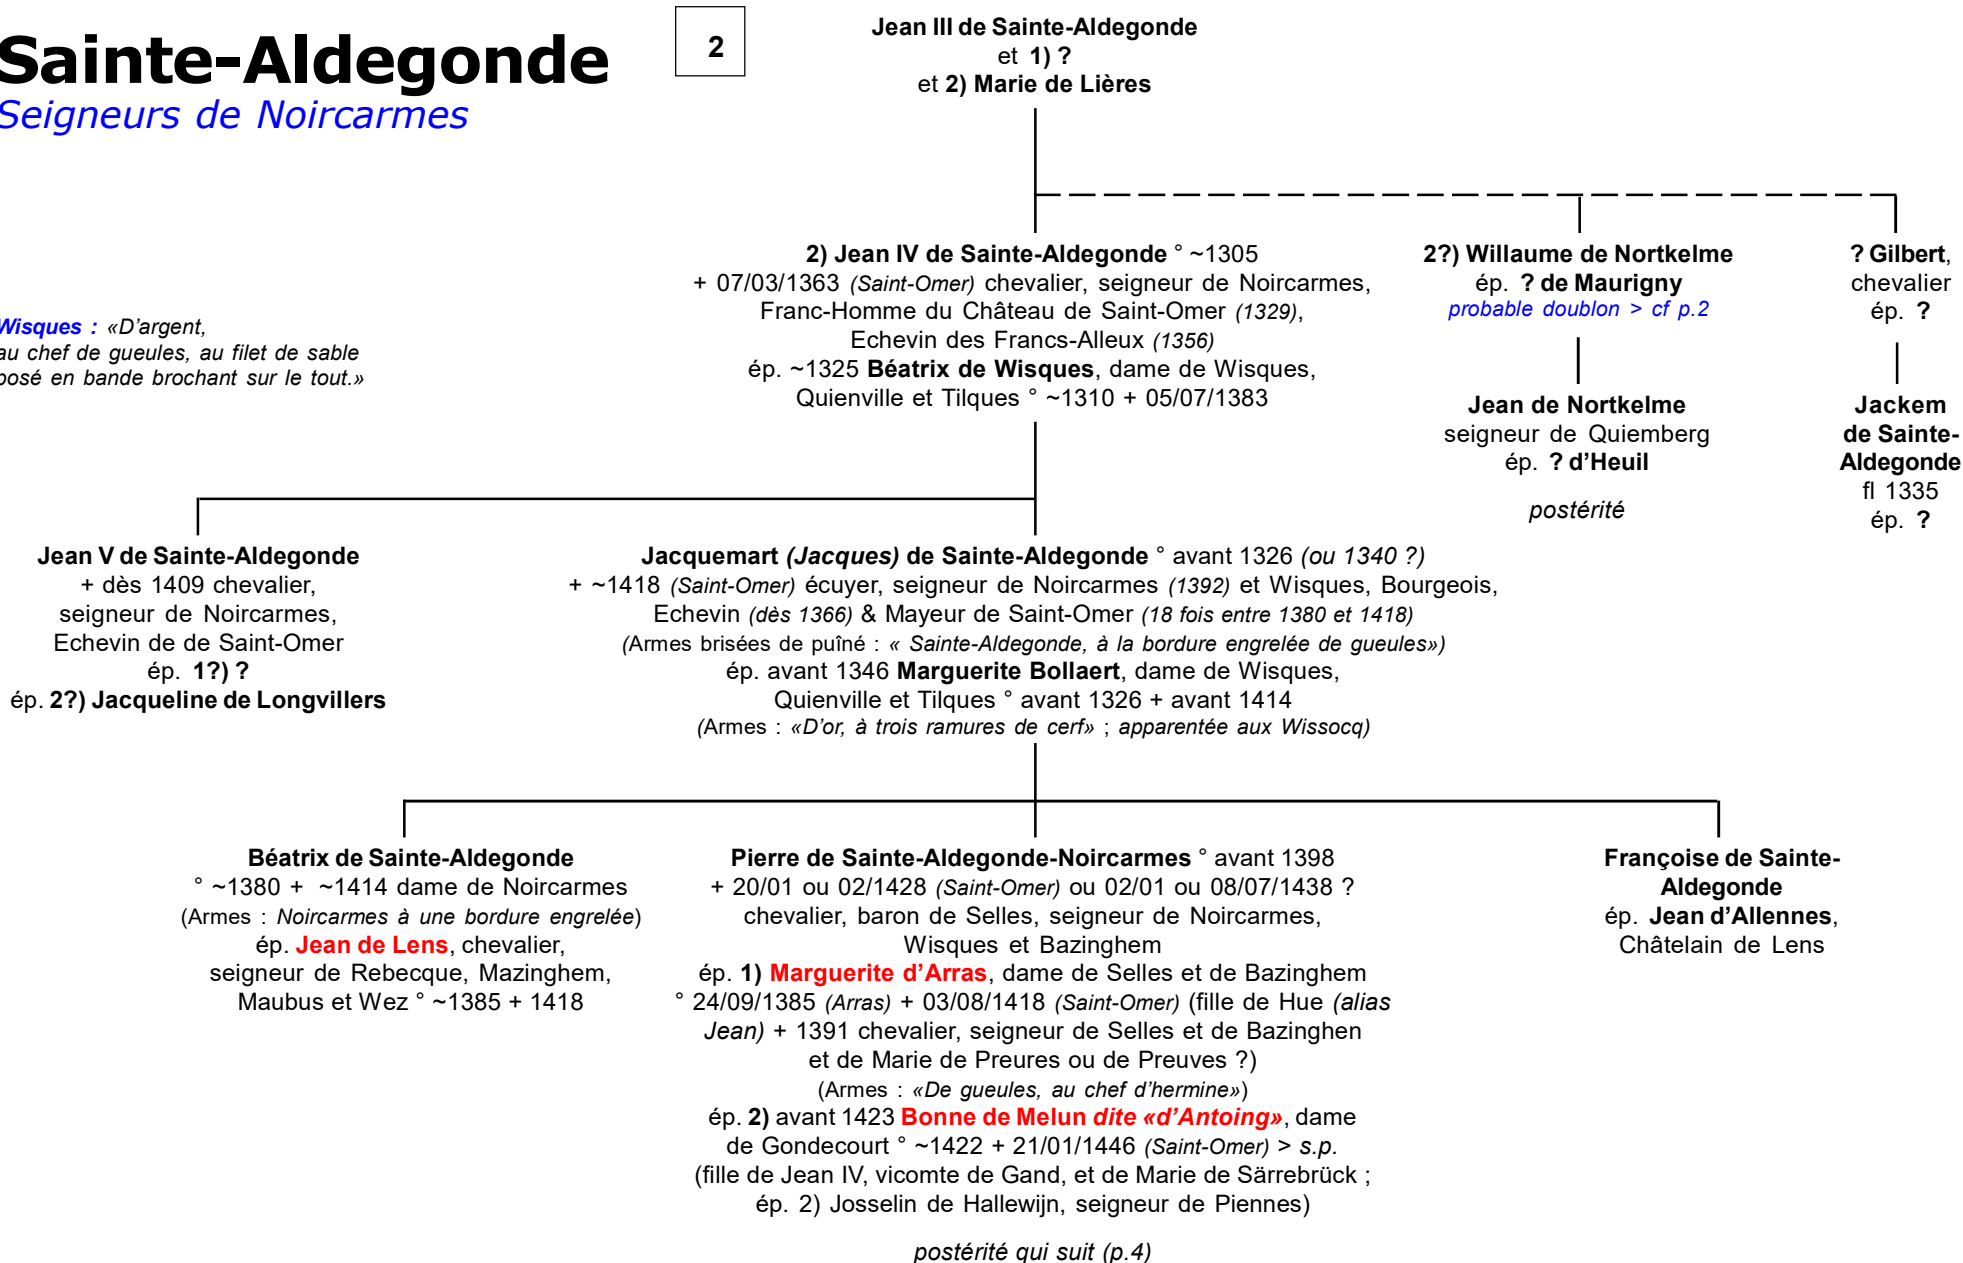 Sainte-Aldegonde
Seigneurs de Noircarmes
2
Jean III de Sainte-Aldegonde
et 1) ?
et 2) Marie de Lières
2) Jean IV de Sainte-Aldegonde ° ~1305
+ 07/03/1363 (Saint-Omer) chevalier, seigneur de Noircarmes,
Franc-Homme du Château de Saint-Omer (1329),
Echevin des Francs-Alleux (1356)
ép. ~1325 Béatrix de Wisques, dame de Wisques,
Quienville et Tilques ° ~1310 + 05/07/1383
2?) Willaume de Nortkelme
ép. ? de Maurigny
probable doublon > cf p.2
? Gilbert,
chevalier
ép. ?
Wisques : «D'argent,
au chef de gueules, au filet de sable
posé en bande brochant sur le tout.»
Jean de Nortkelme
seigneur de Quiemberg
ép. ? d'Heuil
postérité
Jackem
de Sainte-
Aldegonde
fl 1335
ép. ?
Jean V de Sainte-Aldegonde
+ dès 1409 chevalier,
seigneur de Noircarmes,
Echevin de de Saint-Omer
ép. 1?) ?
ép. 2?) Jacqueline de Longvillers
Jacquemart (Jacques) de Sainte-Aldegonde ° avant 1326 (ou 1340 ?)
+ ~1418 (Saint-Omer) écuyer, seigneur de Noircarmes (1392) et Wisques, Bourgeois,
Echevin (dès 1366) & Mayeur de Saint-Omer (18 fois entre 1380 et 1418)
(Armes brisées de puîné : « Sainte-Aldegonde, à la bordure engrelée de gueules»)
ép. avant 1346 Marguerite Bollaert, dame de Wisques,
Quienville et Tilques ° avant 1326 + avant 1414
(Armes : «D'or, à trois ramures de cerf» ; apparentée aux Wissocq)
Béatrix de Sainte-Aldegonde
° ~1380 + ~1414 dame de Noircarmes
(Armes : Noircarmes à une bordure engrelée)
ép. Jean de Lens, chevalier,
seigneur de Rebecque, Mazinghem,
Maubus et Wez ° ~1385 + 1418
Pierre de Sainte-Aldegonde-Noircarmes ° avant 1398
+ 20/01 ou 02/1428 (Saint-Omer) ou 02/01 ou 08/07/1438 ?
chevalier, baron de Selles, seigneur de Noircarmes,
Wisques et Bazinghem
ép. 1) Marguerite d'Arras, dame de Selles et de Bazinghem
° 24/09/1385 (Arras) + 03/08/1418 (Saint-Omer) (fille de Hue (alias
Jean) + 1391 chevalier, seigneur de Selles et de Bazinghen
et de Marie de Preures ou de Preuves ?)
(Armes : «De gueules, au chef d'hermine»)
ép. 2) avant 1423 Bonne de Melun dite «d'Antoing», dame
de Gondecourt ° ~1422 + 21/01/1446 (Saint-Omer) > s.p.
(fille de Jean IV, vicomte de Gand, et de Marie de Särrebrück ;
ép. 2) Josselin de Hallewijn, seigneur de Piennes)
postérité qui suit (p.4)
Françoise de Sainte-
Aldegonde
ép. Jean d'Allennes,
Châtelain de Lens